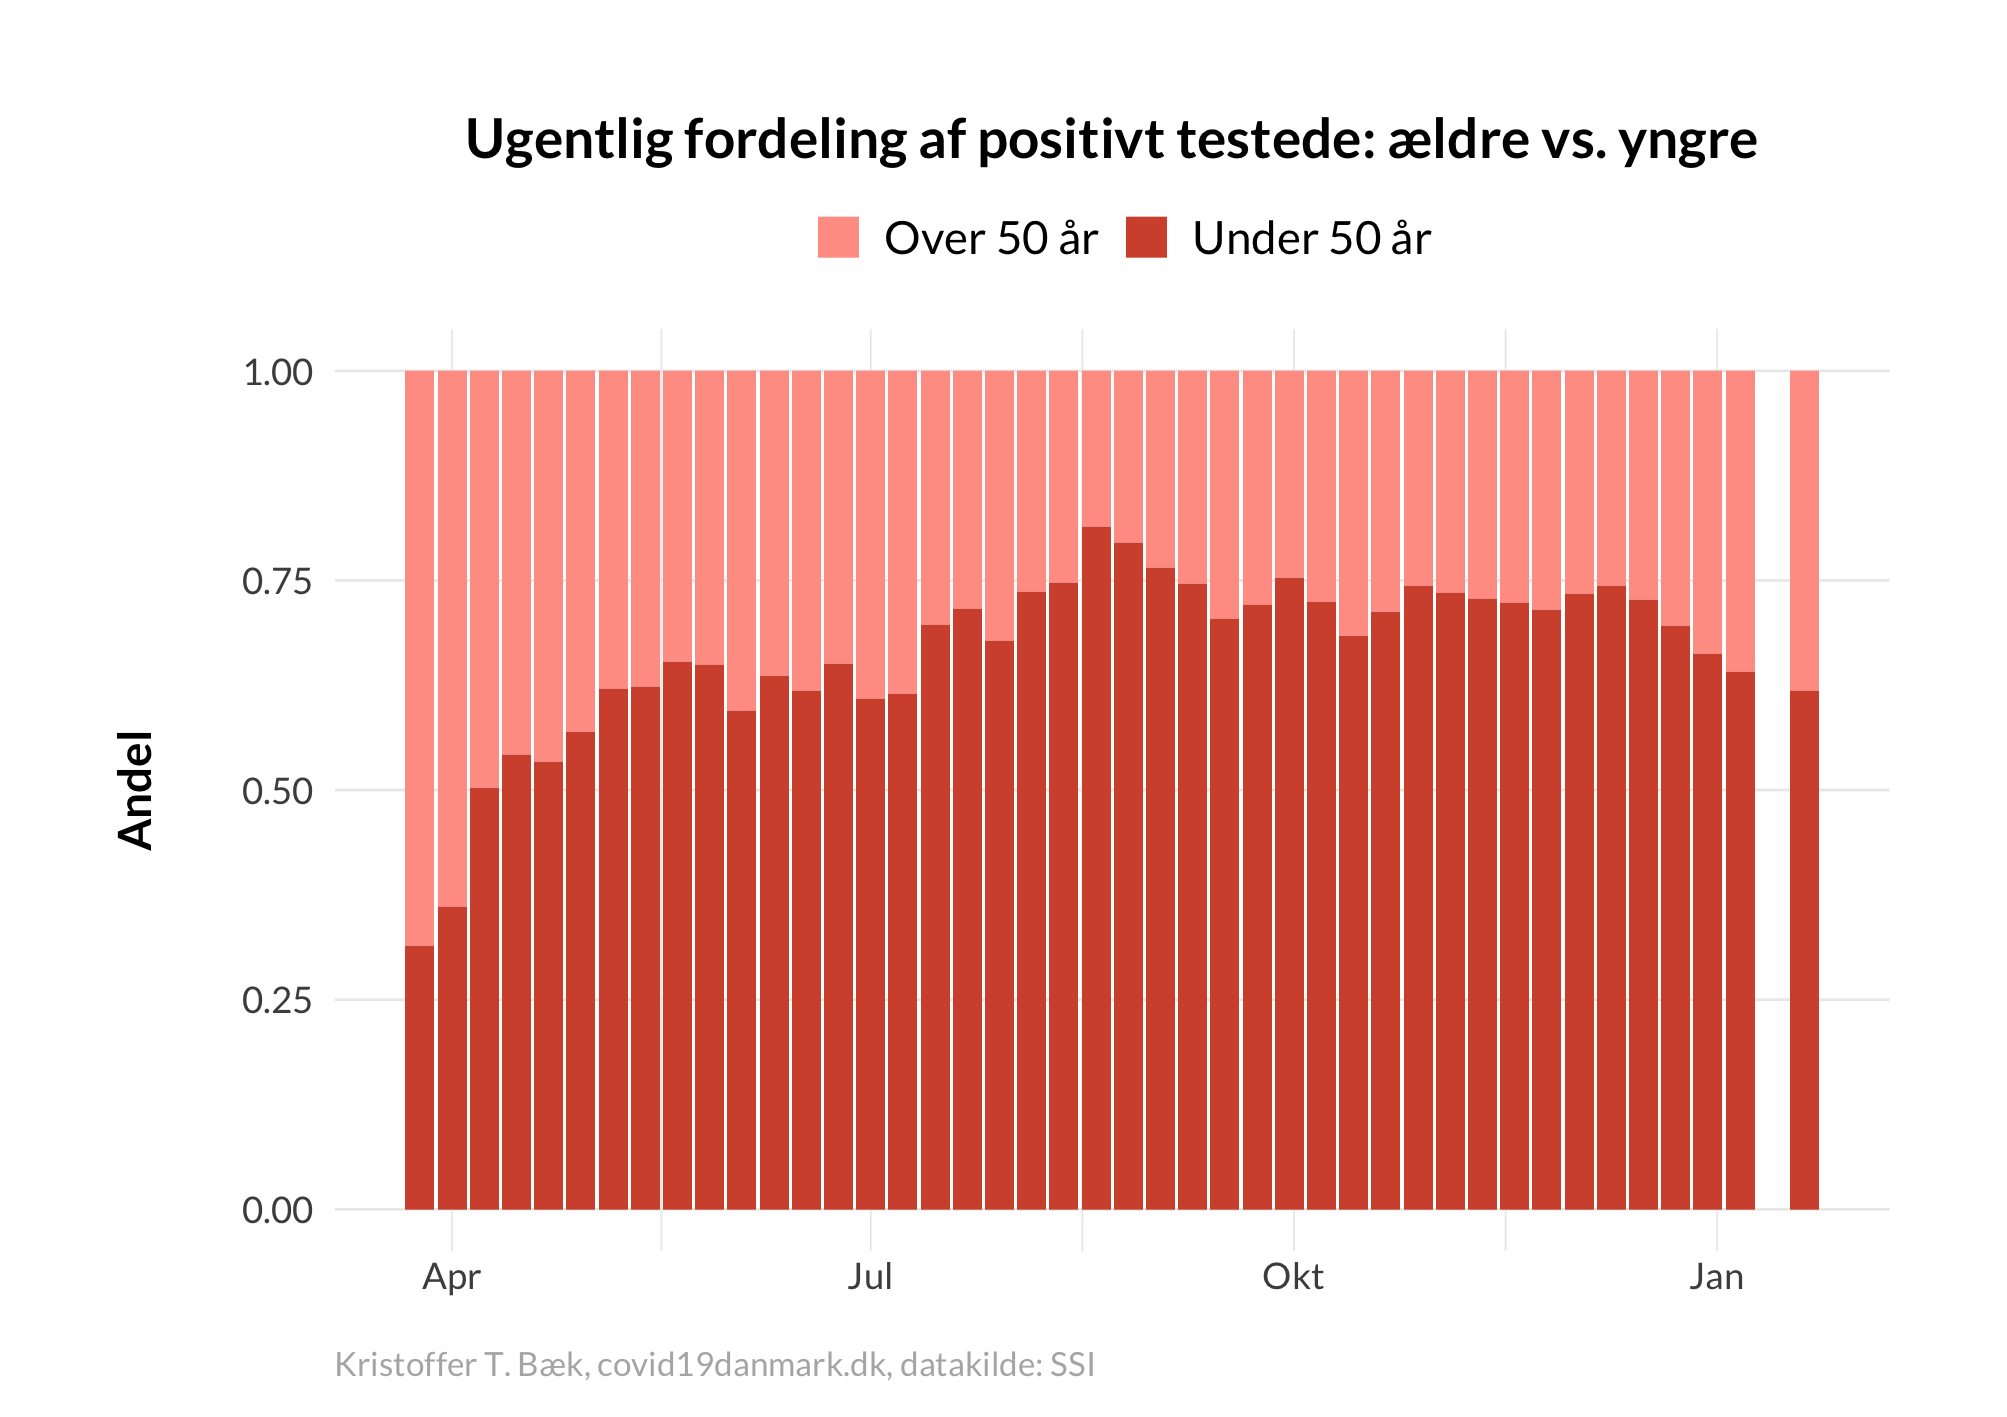 Ugentlig fordeling af positivt testede: ældre vs. yngre
Over 50 år Under 50 år
Andel
1.00
0.75
0.50
0.25
0.00
Apr Jul Okt Jan
Kristoffer T. Bæk, covid19danmark.dk, datakilde: SSI